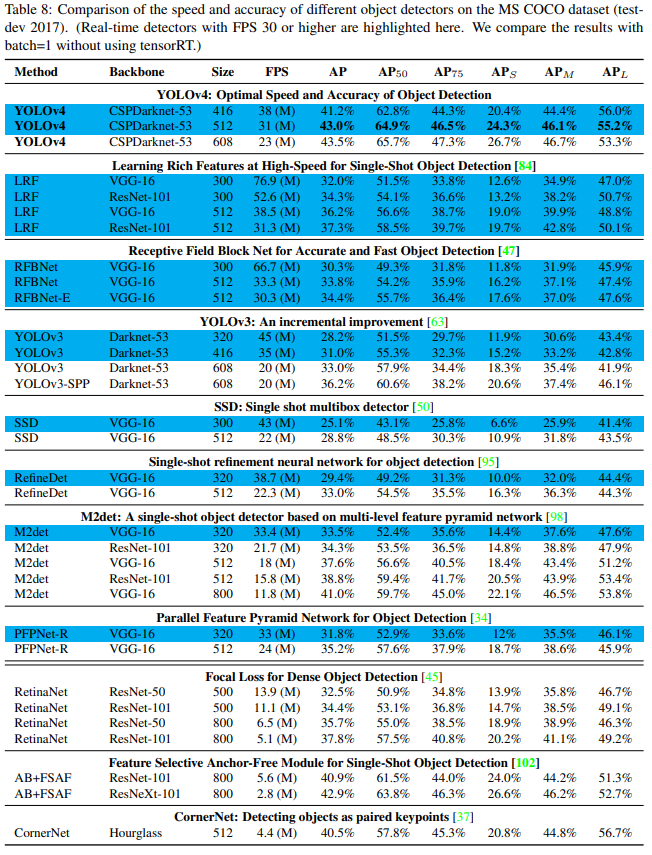 Table 8: Comparison of the speed and accuracy of different object detectors on the MS COCO dataset (test-
dev 2017). (Real-time detectors with FPS 30 or higher are highlighted here. We compare the results with
batch=1 without using tensorRT.)
Method Backbone Size FPS AP AP50 AP75 APS APM APL
YOLOv4: Optimal Speed and Accuracy of Object Detection
YOLOv4 CSPDarknet-53 416 38 (M) 41.2% 62.8% 44.3% 20.4% 44.4% 56.0%
YOLOv4 CSPDarknet-53 512 31 (M) 43.0% 64.9% 46.5% 24.3% 46.1% 55.2%
YOLOv4 CSPDarknet-53 608 23 (M) 43.5% 65.7% 47.3% 26.7% 46.7% 53.3%
Learning Rich Features at High-Speed for Single-Shot Object Detection [84]
LRF VGG-16 300 76.9 (M) 32.0% 51.5% 33.8% 12.6% 34.9% 47.0%
LRF ResNet-101 300 52.6 (M) 34.3% 54.1% 36.6% 13.2% 38.2% 50.7%
LRF VGG-16 512 38.5 (M) 36.2% 56.6% 38.7% 19.0% 39.9% 48.8%
LRF ResNet-101 512 31.3 (M) 37.3% 58.5% 39.7% 19.7% 42.8% 50.1%
Receptive Field Block Net for Accurate and Fast Object Detection [47]
RFBNet VGG-16 300 66.7 (M) 30.3% 49.3% 31.8% 11.8% 31.9% 45.9%
RFBNet VGG-16 512 33.3 (M) 33.8% 54.2% 35.9% 16.2% 37.1% 47.4%
RFBNet-E VGG-16 512 30.3 (M) 34.4% 55.7% 36.4% 17.6% 37.0% 47.6%
YOLOv3: An incremental improvement [63]
YOLOv3 Darknet-53 320 45 (M) 28.2% 51.5% 29.7% 11.9% 30.6% 43.4%
YOLOv3 Darknet-53 416 35 (M) 31.0% 55.3% 32.3% 15.2% 33.2% 42.8%
YOLOv3 Darknet-53 608 20 (M) 33.0% 57.9% 34.4% 18.3% 35.4% 41.9%
YOLOv3-SPP Darknet-53 608 20 (M) 36.2% 60.6% 38.2% 20.6% 37.4% 46.1%
SSD: Single shot multibox detector [50]
SSD VGG-16 300 43 (M) 25.1% 43.1% 25.8% 6.6% 25.9% 41.4%
SSD VGG-16 512 22 (M) 28.8% 48.5% 30.3% 10.9% 31.8% 43.5%
Single-shot refinement neural network for object detection [95]
RefineDet VGG-16 320 38.7 (M) 29.4% 49.2% 31.3% 10.0% 32.0% 44.4%
RefineDet VGG-16 512 22.3 (M) 33.0% 54.5% 35.5% 16.3% 36.3% 44.3%
M2det: A single-shot object detector based on multi-level feature pyramid network [98]
M2det VGG-16 320 33.4 (M) 33.5% 52.4% 35.6% 14.4% 37.6% 47.6%
M2det ResNet-101 320 21.7 (M) 34.3% 53.5% 36.5% 14.8% 38.8% 47.9%
M2det VGG-16 512 18 (M) 37.6% 56.6% 40.5% 18.4% 43.4% 51.2%
M2det ResNet-101 512 15.8 (M) 38.8% 59.4% 41.7% 20.5% 43.9% 53.4%
M2det VGG-16 800 11.8 (M) 41.0% 59.7% 45.0% 22.1% 46.5% 53.8%
Parallel Feature Pyramid Network for Object Detection [34]
PFPNet-R VGG-16 320 33 (M) 31.8% 52.9% 33.6% 12% 35.5% 46.1%
PFPNet-R VGG-16 512 24 (M) 35.2% 57.6% 37.9% 18.7% 38.6% 45.9%
Focal Loss for Dense Object Detection [45]
RetinaNet ResNet-50 500 13.9 (M) 32.5% 50.9% 34.8% 13.9% 35.8% 46.7%
RetinaNet ResNet-101 500 11.1 (M) 34.4% 53.1% 36.8% 14.7% 38.5% 49.1%
RetinaNet ResNet-50 800 6.5 (M) 35.7% 55.0% 38.5% 18.9% 38.9% 46.3%
RetinaNet ResNet-101 800 5.1 (M) 37.8% 57.5% 40.8% 20.2% 41.1% 49.2%
Feature Selective Anchor-Free Module for Single-Shot Object Detection [102]
AB+FSAF ResNet-101 800 5.6 (M) 40.9% 61.5% 44.0% 24.0% 44.2% 51.3%
AB+FSAF ResNeXt-101 800 2.8 (M) 42.9% 63.8% 46.3% 26.6% 46.2% 52.7%
CornerNet: Detecting objects as paired keypoints [37]
CornerNet Hourglass 512 4.4 (M) 40.5% 57.8% 45.3% 20.8% 44.8% 56.7%